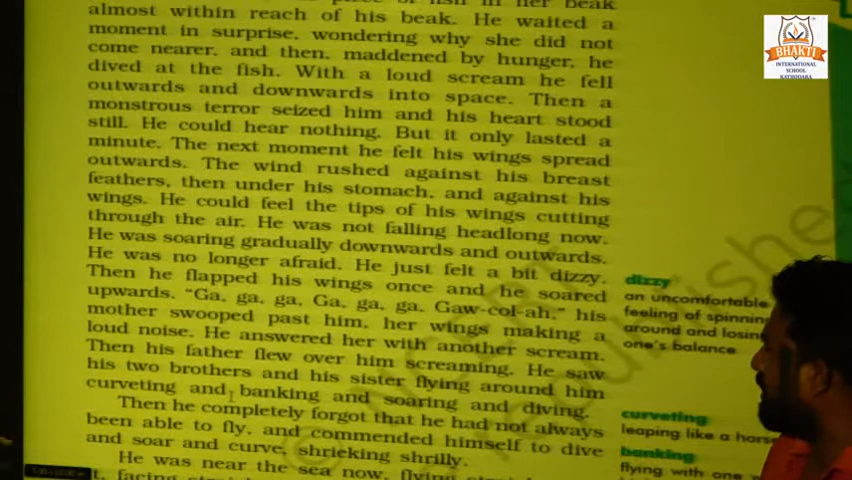 piece of fish in her beak
almost within reach of his beak. He waited a
moment in surprise, wondering why she did not
come nearer, and then, maddened by hunger, he
dived at the fish. With a loud scream he fell
outwards and downwards into space. Then a
monstrous terror seized him and his heart stood
still. He could hear nothing. But it only lasted a
minute. The next moment he felt his wings spread
outwards. The wind rushed against his breast
feathers, then under his stomach, and against his
wings. He could feel the tips of his wings cutting
through the air. He was not falling headlong now.
He was soaring gradually downwards and outwards.
He was no longer afraid. He just felt a bit dizzy.
Then he flapped his wings once and he soared
upwards. “Ga, ga, ga, Ga, ga, ga, Gaw-col-ah,” his
mother swooped past him, her wings making a
loud noise. He answered her with another scream.
Then his father flew over him screaming. He saw
his two brothers and his sister flying around him
curveting and banking and soaring and diving.
Then he completely forgot that he had not always
been able to fly, and commended himself to dive
and soar and curve, shrieking shrilly.
He was near the sea now, flying
facing
dizzy
an uncomfortable
feeling of spinning
around and losing
one's balance
curveting
leaping like a horse
banking
flying with one
BHAKTI
INTERNATIONAL
SCHOOL
KATHODARA